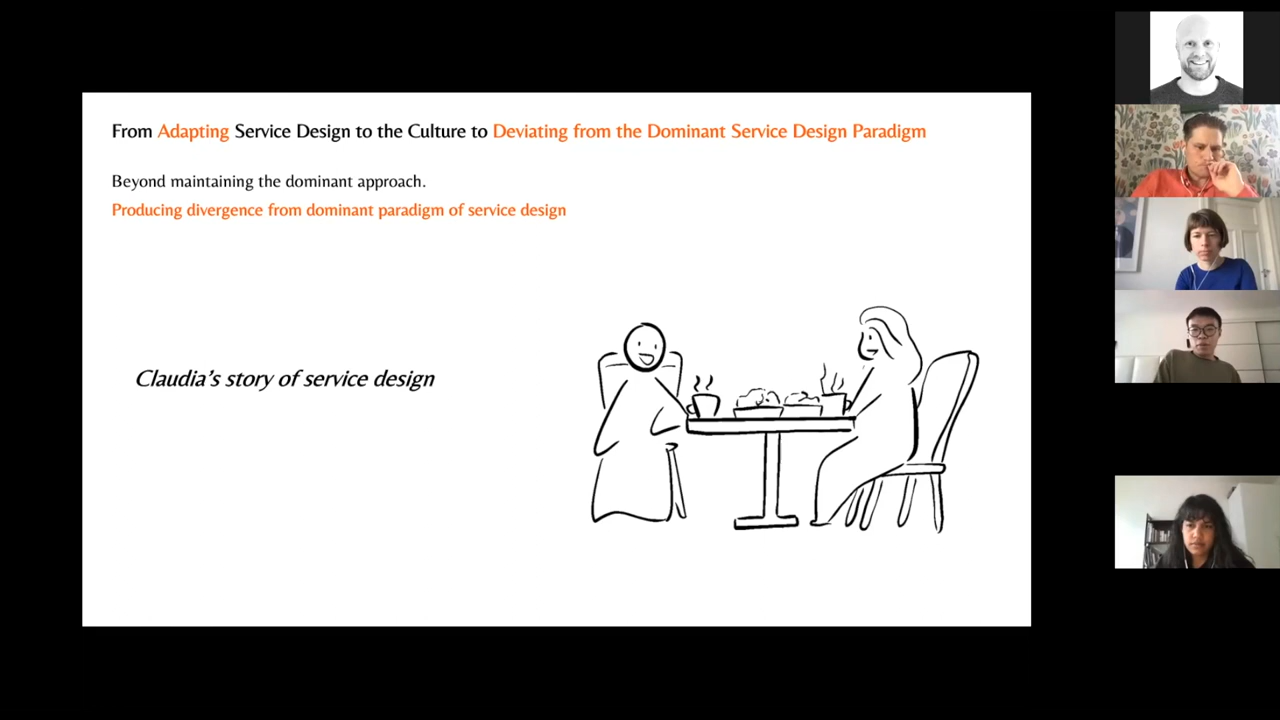 From Adapting Service Design to the Culture to Deviating from the Dominant Service Design Paradigm
Beyond maintaining the dominant approach.
Producing divergence from dominant paradigm of service design
Claudia's story of service design